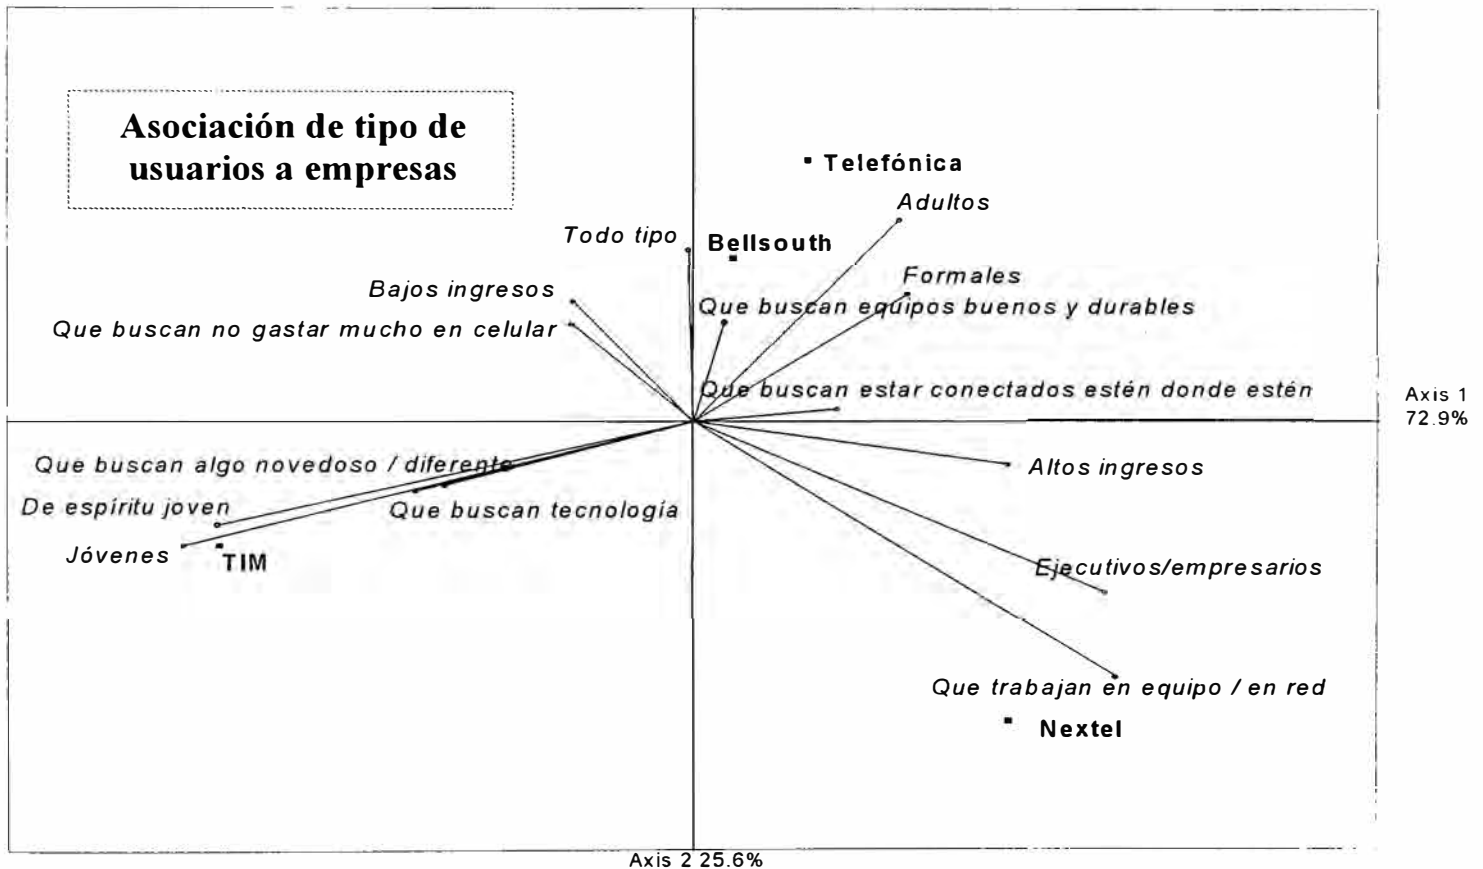 Asociación de tipo de
usuarios a empresas
Telefónica
Adultos
Todo tipo
Bellsouth
Formales
Bajos ingresos
Que buscan equipos buenos y durables
Que buscan no gastar mucho en celular
Que buscan estar conectados estén donde estén
Axis 1
72.9%
Que buscan algo novedoso / diferente
Altos ingresos
De espíritu joven
Que buscan tecnología
Jóvenes
TIM
Ejecutivos/empresarios
Que trabajan en equipo / en red
Nextel
Axis 2 25.6%